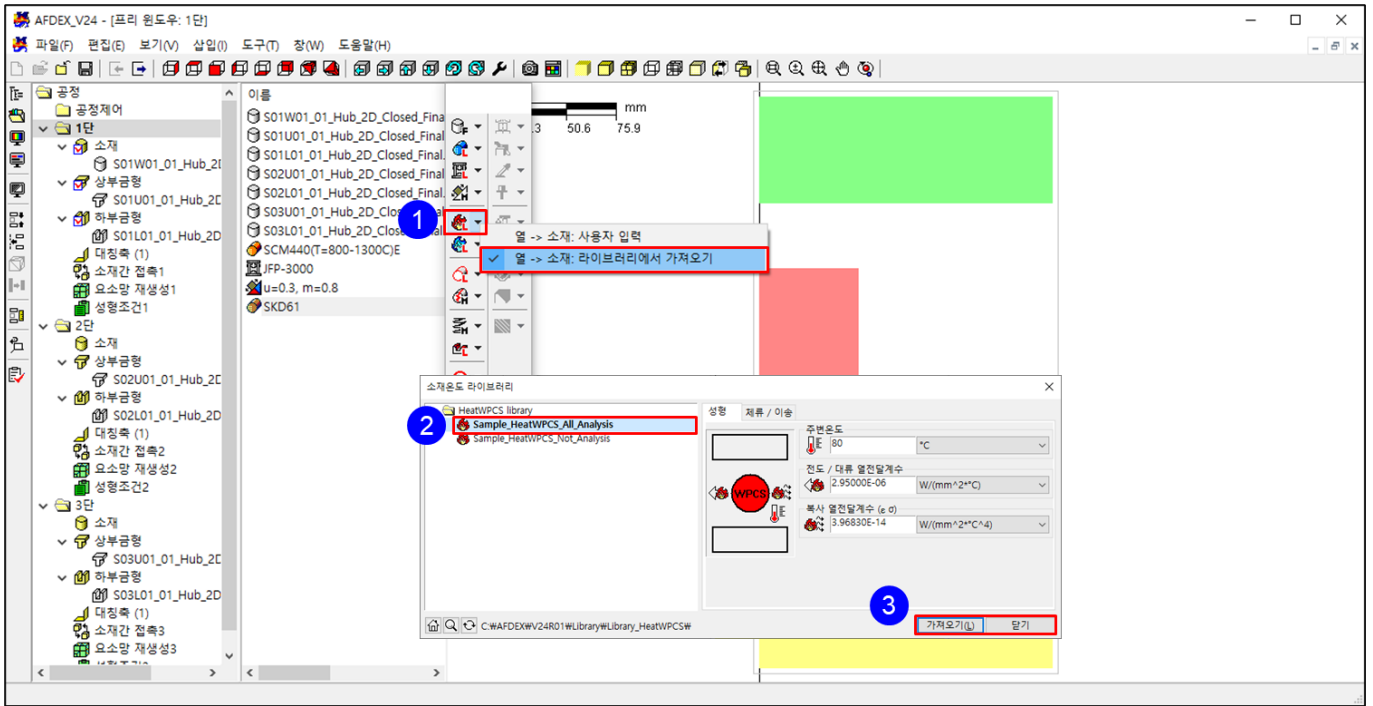 AFDEX_V24 - [프리 윈도우: 1단]
파일(F) 편집(E) 보기(V) 삽입(I) 도구(T) 창(W) 도움말(H)
공정
공정제어
1단
소재
S01W01_01_Hub_2D
상부금형
S01U01_01_Hub_2D
하부금형
S01L01_01_Hub_2D
대칭축 (1)
소재간 접촉1
요소망 재생성1
성형조건1
2단
소재
상부금형
S02U01_01_Hub_2D
하부금형
S02L01_01_Hub_2D
대칭축 (1)
소재간 접촉2
요소망 재생성2
성형조건2
3단
소재
상부금형
S03U01_01_Hub_2D
하부금형
S03L01_01_Hub_2D
대칭축 (1)
소재간 접촉3
요소망 재생성3
이름
S01W01_01_Hub_2D_Closed_Fina
S01U01_01_Hub_2D_Closed_Final
S01L01_01_Hub_2D_Closed_Final.
S02U01_01_Hub_2D_Closed_Final
S02L01_01_Hub_2D_Closed_Final.
S03U01_01_Hub_2D_Clos
S03L01_01_Hub_2D_Closed
SCM440(T=800-1300C)E
JFP-3000
u=0.3, m=0.8
SKD61
mm
.3 50.6 75.9
1
열 -> 소재: 사용자 입력
열 -> 소재: 라이브러리에서 가져오기
소재온도 라이브러리
2
HeatWPCS library
Sample_HeatWPCS_All_Analysis
Sample_HeatWPCS_Not_Analysis
성형 체류 / 이송
WPCS
E
주변온도
E 80 °C
전도 / 대류 열전달계수
2.95000E-06 W/(mm^2*°C)
복사 열전달계수 (ε σ)
3.96830E-14 W/(mm^2*°C^4)
3
C:₩AFDEX₩V24R01₩Library₩Library_HeatWPCS₩
가져오기(L) 닫기